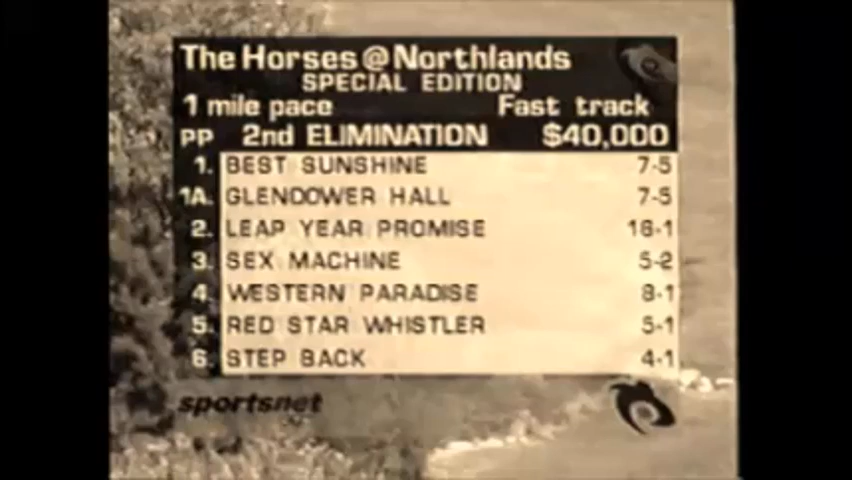 The Horses@Northlands
SPECIAL EDITION
1 mile pace Fast track
PP 2nd ELIMINATION $40,000
1. BEST SUNSHINE 7-5
1A. GLENDOWER HALL 7-5
2. LEAP YEAR PROMISE 16-1
3. SEX MACHINE 5-2
4. WESTERN PARADISE 8-1
5. RED STAR WHISTLER 5-1
6. STEP BACK 4-1
sportsnet